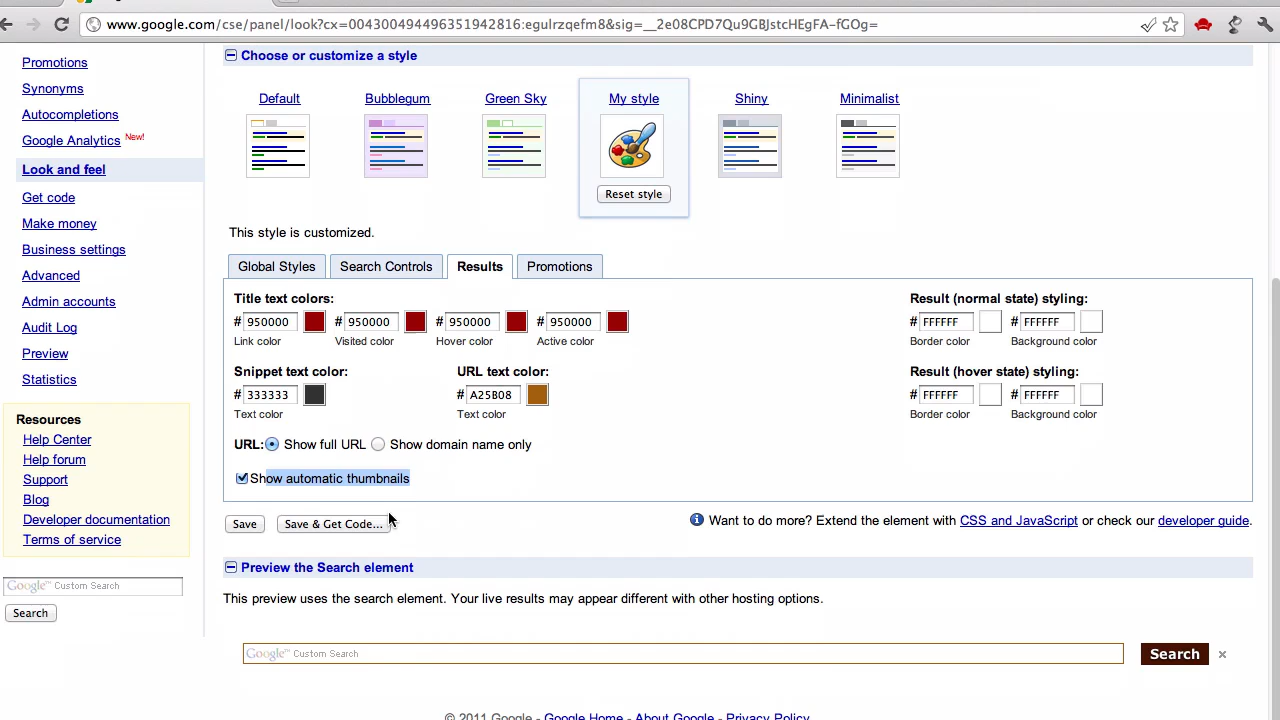 www.google.com/cse/panel/look?cx=004300494496351942816:egulrzqefm8&sig=__2e08CPD7Qu9GBJstcHEgFA-fGOg=
Promotions
Synonyms
Autocompletions
Google Analytics New!
Look and feel
Get code
Make money
Business settings
Advanced
Admin accounts
Audit Log
Preview
Statistics
Resources
Help Center
Help forum
Support
Blog
Developer documentation
Terms of service
Google™ Custom Search
Search
Choose or customize a style
Default Bubblegum Green Sky My style Shiny Minimalist
Reset style
This style is customized.
Global Styles Search Controls Results Promotions
Title text colors:
# 950000 # 950000 # 950000 # 950000
Link color Visited color Hover color Active color
Result (normal state) styling:
# FFFFFF # FFFFFF
Border color Background color
Snippet text color: URL text color:
# 333333 # A25B08
Text color Text color
Result (hover state) styling:
# FFFFFF # FFFFFF
Border color Background color
URL: Show full URL Show domain name only
Show automatic thumbnails
Save Save & Get Code...
Want to do more? Extend the element with CSS and JavaScript or check our developer guide.
Preview the Search element
This preview uses the search element. Your live results may appear different with other hosting options.
Google™ Custom Search Search ×
© 2011 Google - Google Home - About Google - Privacy Policy